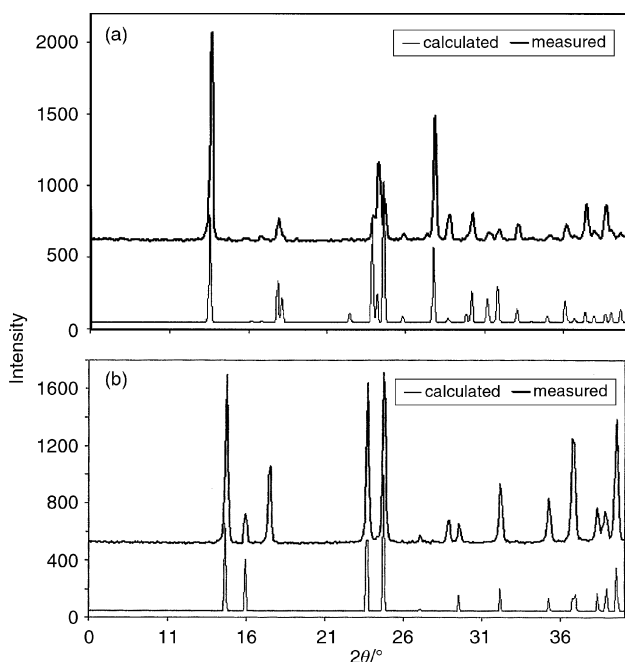 (a)
calculated measured
2000
1500
1000
500
0
Intensity
(b)
calculated measured
1600
1200
800
400
0
0 11 16 21 26 31 36
2θ/°